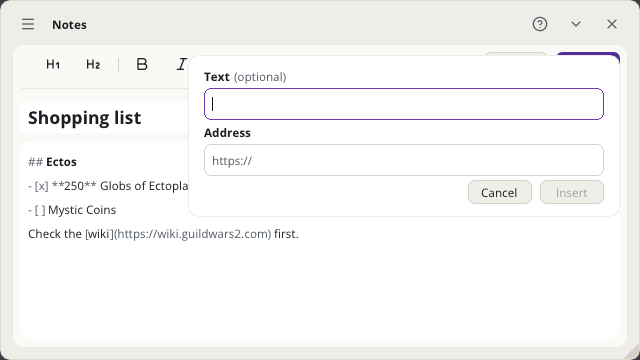 Notes
H1 H2 B I
Text (optional)
Address
https://
Cancel Insert
Shopping list
## Ectos
- [x] **250** Globs of Ectopla
- [ ] Mystic Coins
Check the [wiki](https://wiki.guildwars2.com) first.